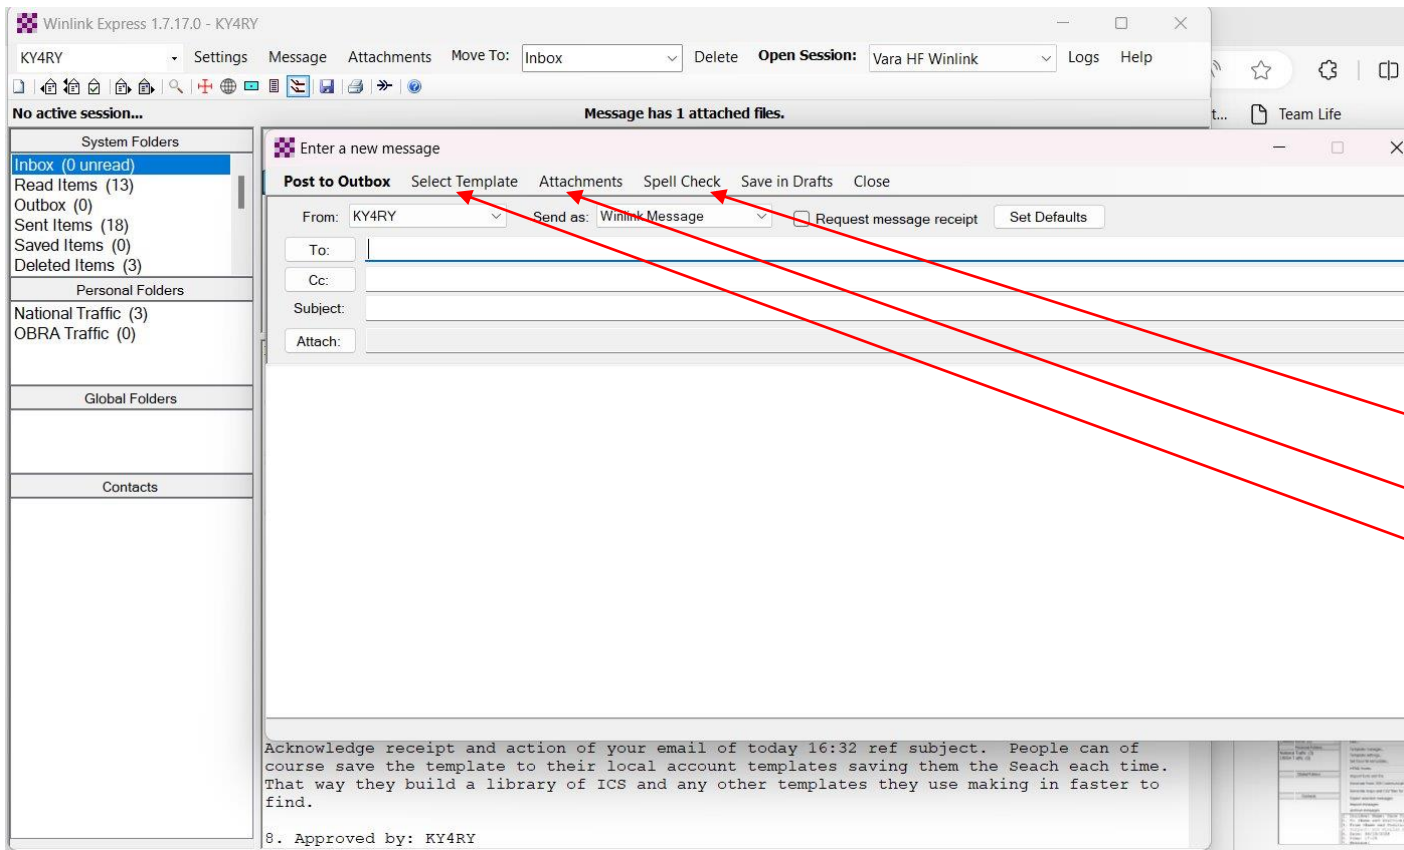 Winlink Express 1.7.17.0 - KY4RY
KY4RY Settings Message Attachments Move To: Inbox Delete Open Session: Vara HF Winlink Logs Help
No active session... Message has 1 attached files.
Team Life
System Folders
Inbox (0 unread)
Read Items (13)
Outbox (0)
Sent Items (18)
Saved Items (0)
Deleted Items (3)
Personal Folders
National Traffic (3)
OBRA Traffic (0)
Global Folders
Contacts
Enter a new message
Post to Outbox Select Template Attachments Spell Check Save in Drafts Close
From: KY4RY Send as: Winlink Message Request message receipt Set Defaults
To:
Cc:
Subject:
Attach:
Acknowledge receipt and action of your email of today 16:32 ref subject. People can of
course save the template to their local account templates saving them the Seach each time.
That way they build a library of ICS and any other templates they use making in faster to
find.
8. Approved by: KY4RY